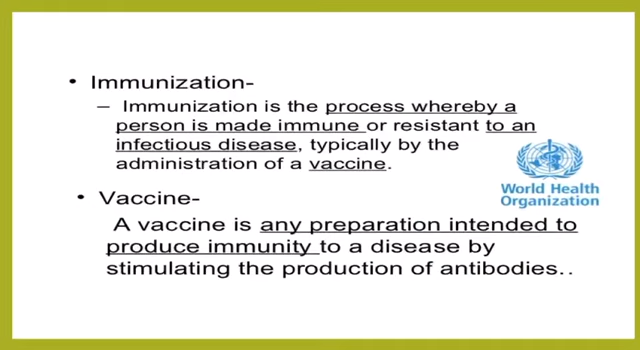 • Immunization-
– Immunization is the process whereby a
person is made immune or resistant to an
infectious disease, typically by the
administration of a vaccine.
World Health
Organization
• Vaccine-
A vaccine is any preparation intended to
produce immunity to a disease by
stimulating the production of antibodies..